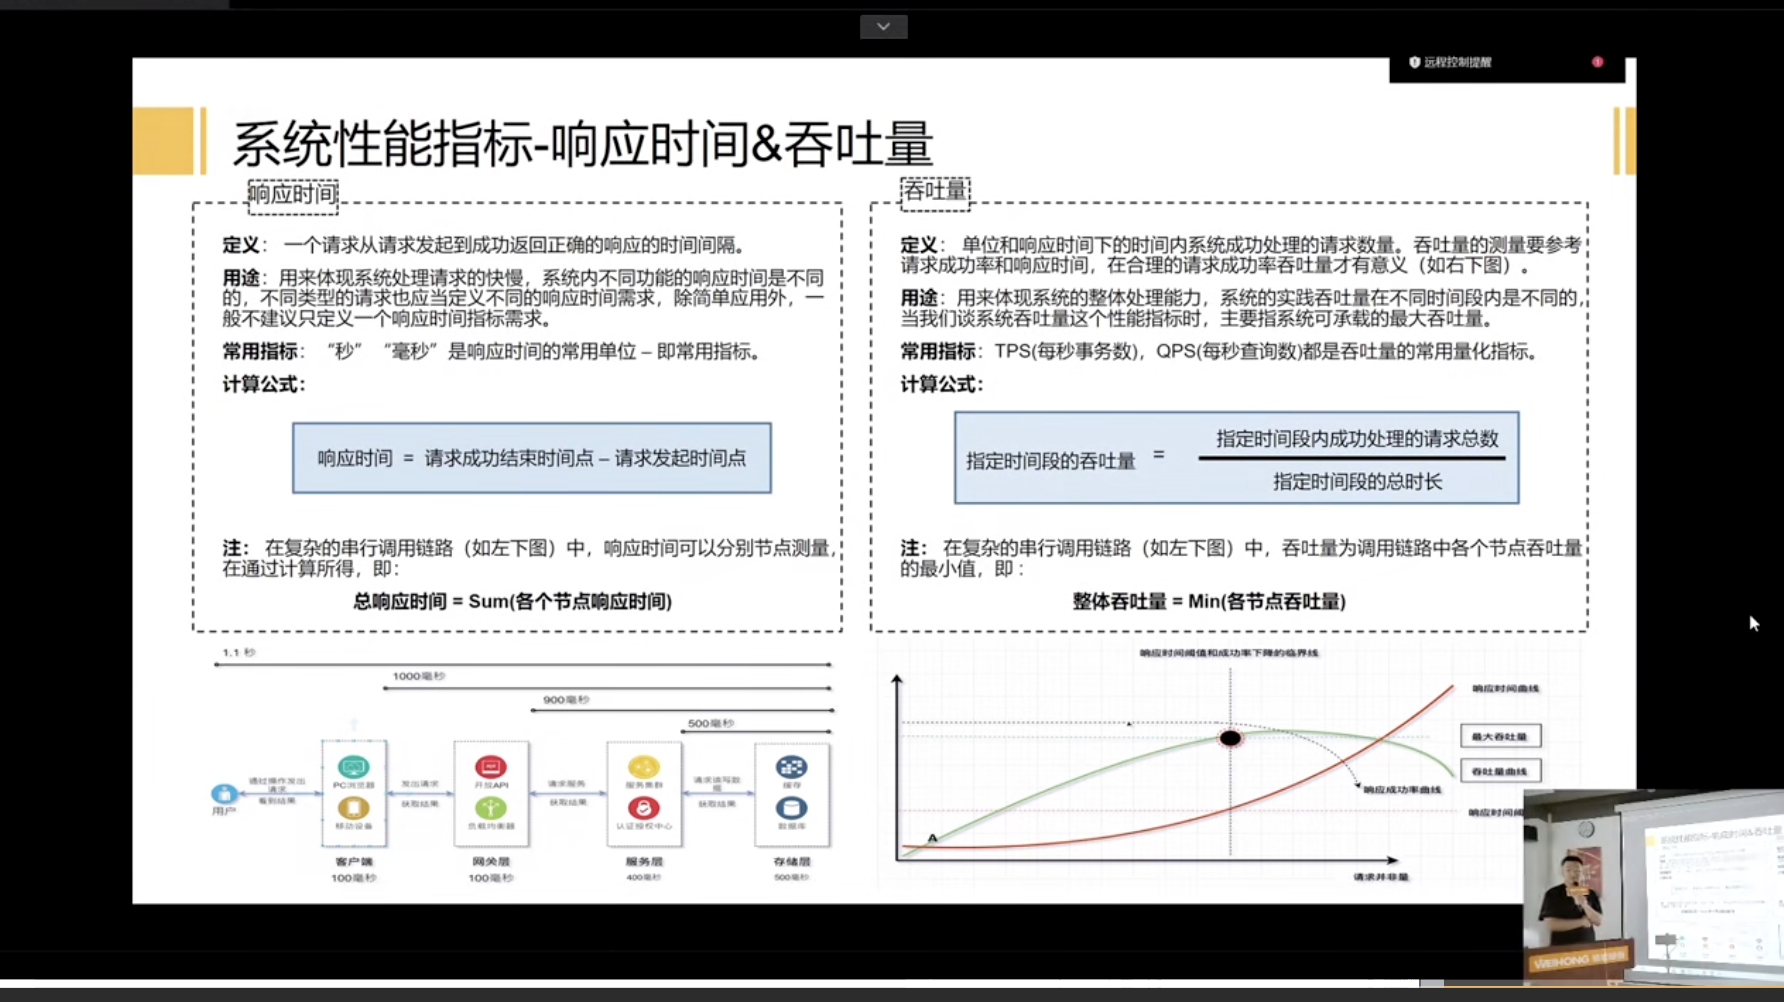 远程控制提醒
系统性能指标-响应时间&吞吐量
响应时间
定义： 一个请求从请求发起到成功返回正确的响应的时间间隔。
用途：用来体现系统处理请求的快慢，系统内不同功能的响应时间是不同
的，不同类型的请求也应当定义不同的响应时间需求，除简单应用外，一
般不建议只定义一个响应时间指标需求。
常用指标： “秒” “毫秒”是响应时间的常用单位 – 即常用指标。
计算公式：
响应时间 = 请求成功结束时间点 – 请求发起时间点
注： 在复杂的串行调用链路（如左下图）中，响应时间可以分别节点测量，
在通过计算所得，即：
总响应时间 = Sum(各个节点响应时间)
吞吐量
定义： 单位和响应时间下的时间内系统成功处理的请求数量。吞吐量的测量要参考
请求成功率和响应时间，在合理的请求成功率吞吐量才有意义（如右下图）。
用途：用来体现系统的整体处理能力，系统的实践吞吐量在不同时间段内是不同的，
当我们谈系统吞吐量这个性能指标时，主要指系统可承载的最大吞吐量。
常用指标：TPS(每秒事务数)，QPS(每秒查询数)都是吞吐量的常用量化指标。
计算公式：
指定时间段的吞吐量 =
指定时间段内成功处理的请求总数
指定时间段的总时长
注： 在复杂的串行调用链路（如左下图）中，吞吐量为调用链路中各个节点吞吐量
的最小值，即：
整体吞吐量 = Min(各节点吞吐量)
1.1 秒
1000毫秒
900毫秒
500毫秒
用户
通过操作发出
请求
看到结果
PC浏览器
移动设备
客户端
100毫秒
发出请求
获取结果
开放API
负载均衡器
网关层
100毫秒
请求服务
获取结果
服务集群
认证授权中心
服务层
400毫秒
请求读写数
据
获取结果
缓存
数据库
存储层
500毫秒
响应时间阈值和成功率下降的临界线
响应时间曲线
最大吞吐量
吞吐量曲线
响应成功率曲线
响应时间阈
A
请求并非量
WEIHONG